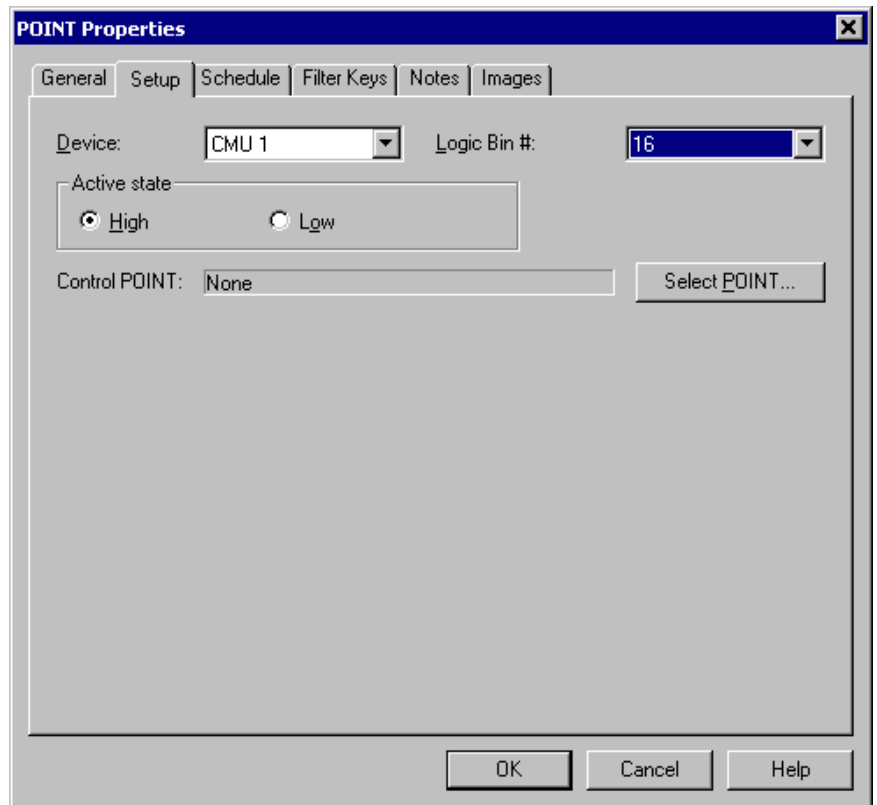 POINT Properties
General Setup Schedule Filter Keys Notes Images
Device: CMU 1 Logic Bin #: 16
Active state
High Low
Control POINT: None Select POINT...
OK Cancel Help